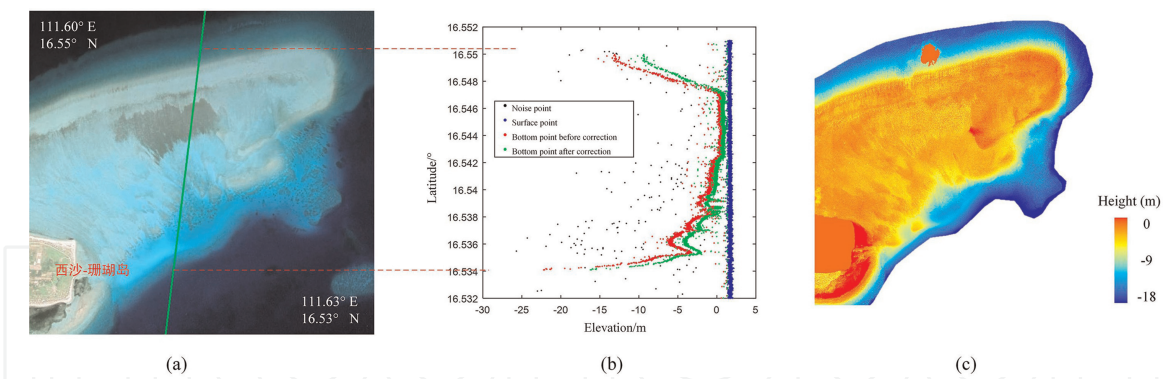 111.60° E
16.55° N
西沙-珊瑚岛
111.63° E
16.53° N
(a)
Latitude/°
16.552
16.55
16.548
16.546
16.544
16.542
16.54
16.538
16.536
16.534
16.532
Noise point
Surface point
Bottom point before correction
Bottom point after correction
-30 -25 -20 -15 -10 -5 0 5
Elevation/m
(b)
Height (m)
0
-9
-18
(c)